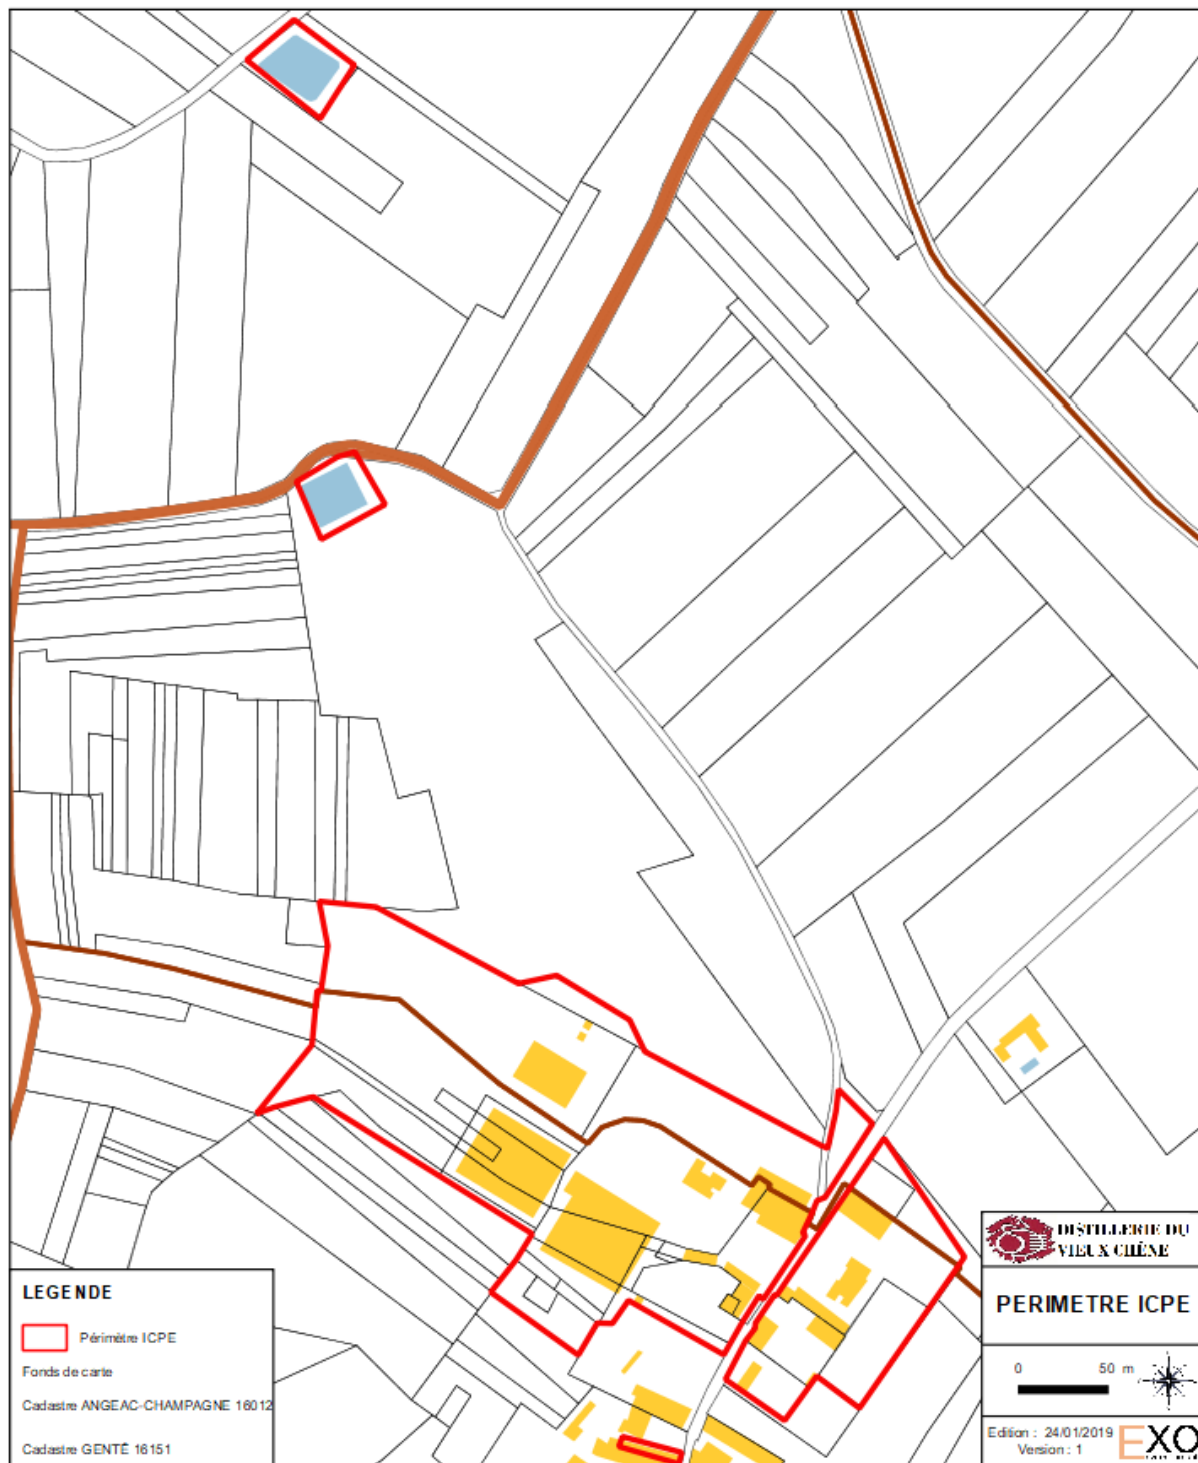 LEGENDE
Périmètre ICPE
Fonds de carte
Cadastre ANGEAC-CHAMPAGNE 16012
Cadastre GENTÉ 16151
DISTILLERIE DU
VIEUX CHÊNE
PERIMETRE ICPE
0 50 m
Edition : 24/01/2019
Version : 1
EXO